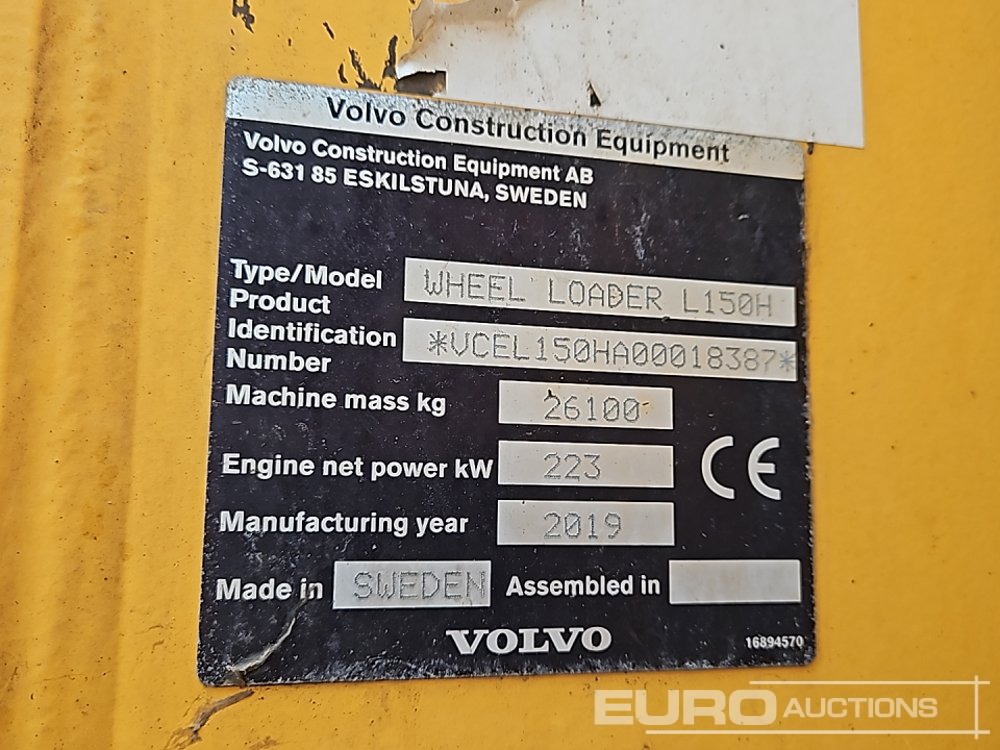 Volvo Construction Equipment
Volvo Construction Equipment AB
S-631 85 ESKILSTUNA, SWEDEN
Type/Model WHEEL LOADER L150H
Product
Identification *VCEL150HA00018387*
Number
Machine mass kg 26100
Engine net power kW 223
CE
Manufacturing year 2019
Made in SWEDEN Assembled in
VOLVO 16894570
EURO AUCTIONS